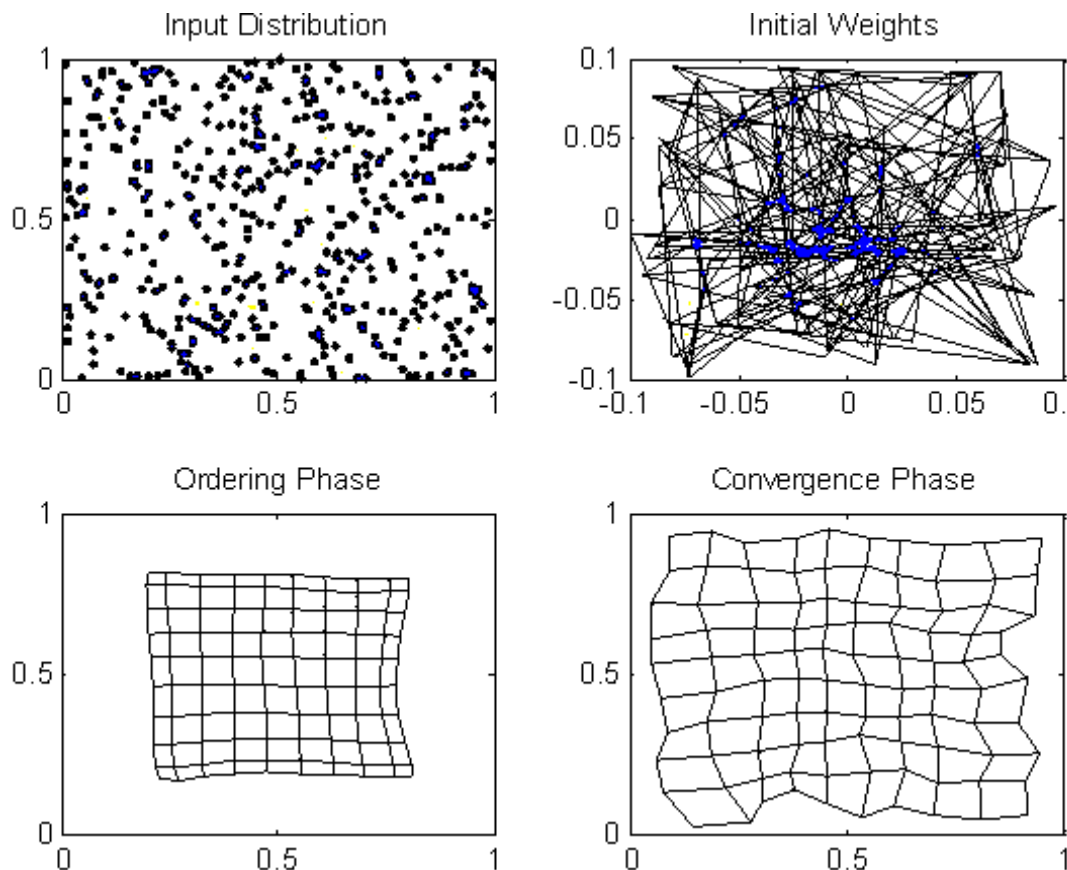 Input Distribution
1
0.5
0
0 0.5 1
Initial Weights
0.1
0.05
0
-0.05
-0.1
-0.1 -0.05 0 0.05 0.
Ordering Phase
1
0.5
0
0 0.5 1
Convergence Phase
1
0.5
0
0 0.5 1